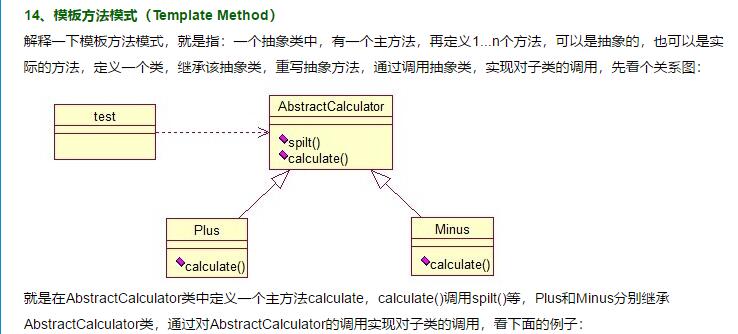 14、模板方法模式（Template Method）
解释一下模板方法模式，就是指：一个抽象类中，有一个主方法，再定义1...n个方法，可以是抽象的，也可以是实
际的方法，定义一个类，继承该抽象类，重写抽象方法，通过调用抽象类，实现对子类的调用，先看个关系图：
test
AbstractCalculator
spilt()
calculate()
Plus
calculate()
Minus
calculate()
就是在AbstractCalculator类中定义一个主方法calculate，calculate()调用spilt()等，Plus和Minus分别继承
AbstractCalculator类，通过对AbstractCalculator的调用实现对子类的调用，看下面的例子：